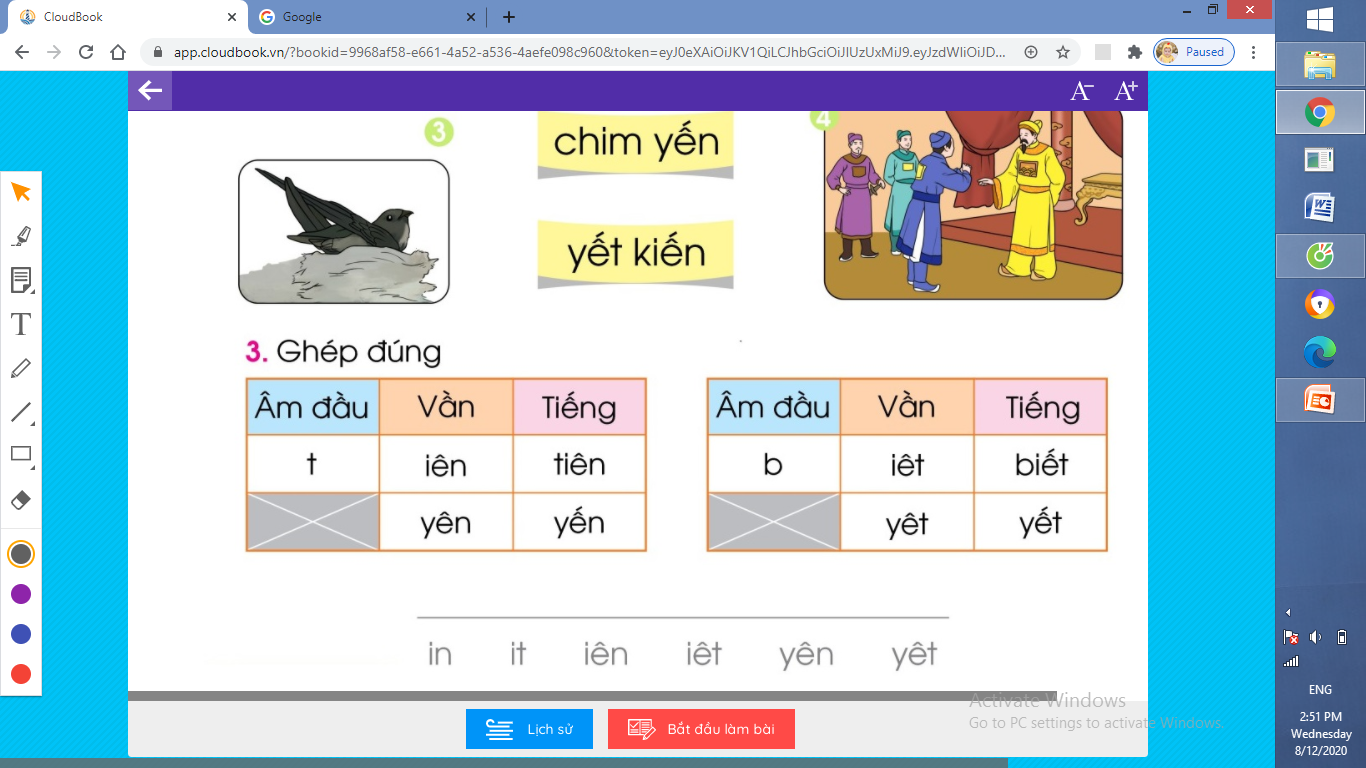 CloudBook
Google
app.cloudbook.vn/?bookid=9968af58-e661-4a52-a536-4aefe098c960&token=eyJ0eXAiOiJKV1QiLCJhbGciOiJIUzUxMiJ9.eyJzdWIiOiJD...
Paused
A- A+
3
chim yến
4
yết kiến
3. Ghép đúng
Âm đầu Vần Tiếng
t iên tiên
yên yến
Âm đầu Vần Tiếng
b iêt biết
yêt yết
in it iên iêt yên yêt
Lịch sử
Bắt đầu làm bài
Activate Windows
Go to PC settings to activate Windows.
T
ENG
2:51 PM
Wednesday
8/12/2020